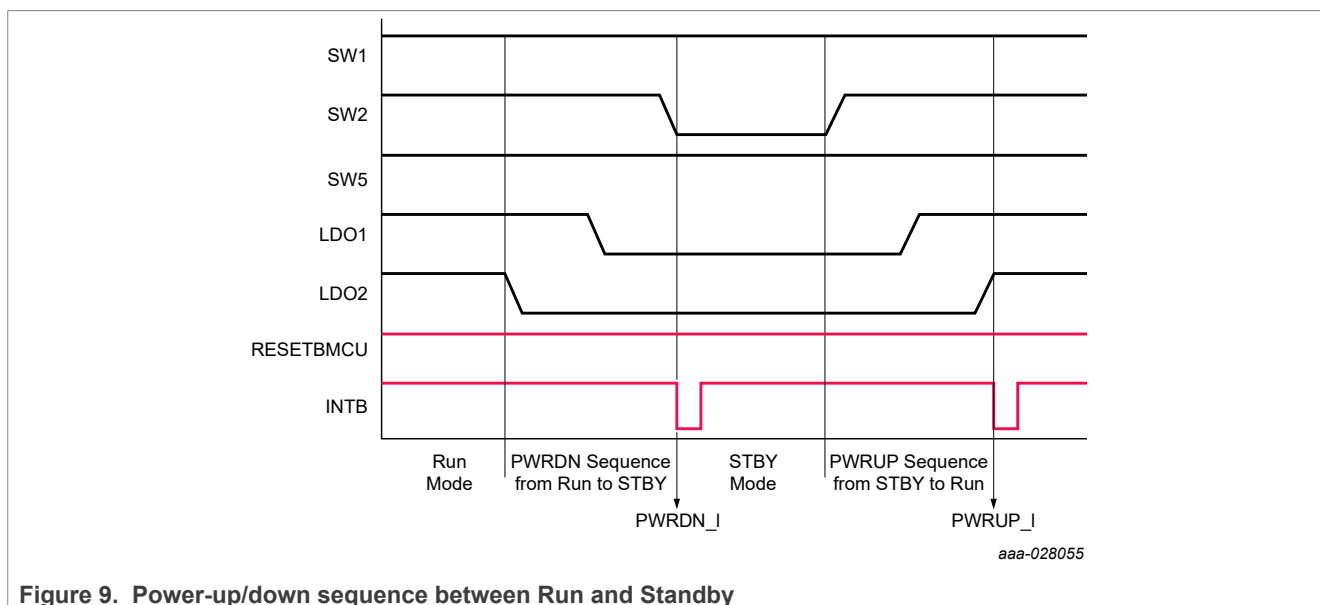 SW1
SW2
SW5
LDO1
LDO2
RESETBMCU
INTB
Run
Mode
PWRDN Sequence
from Run to STBY
STBY
Mode
PWRUP Sequence
from STBY to Run
PWRDN_I
PWRUP_I
aaa-028055
Figure 9. Power-up/down sequence between Run and Standby